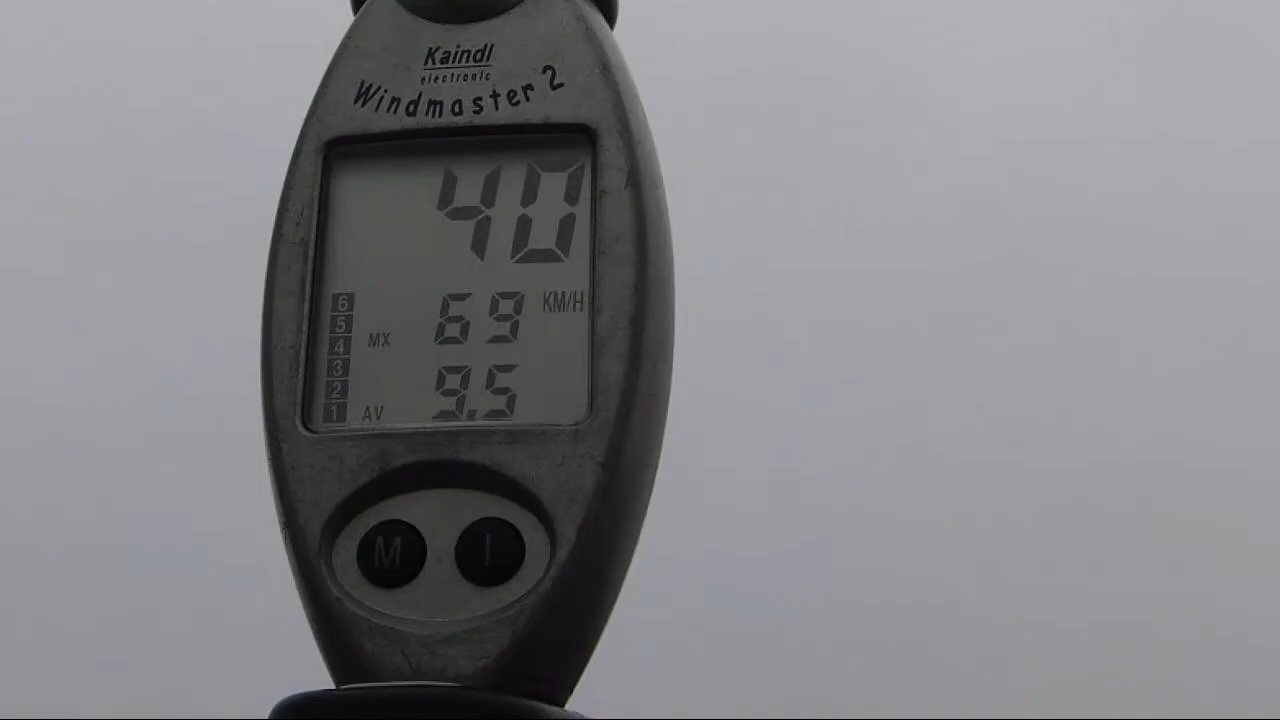 Kaindl
electronic
Windmaster 2
40
6 69 KM/H
5
4 MX
3
2 9.5
1 AV
M I